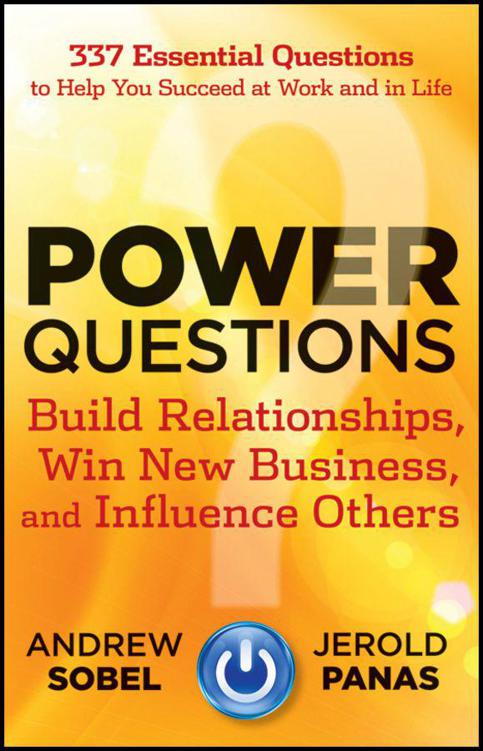 337 Essential Questions
to Help You Succeed at Work and in Life
POWER
QUESTIONS
Build Relationships,
Win New Business,
and Influence Others
ANDREW
SOBEL
JEROLD
PANAS